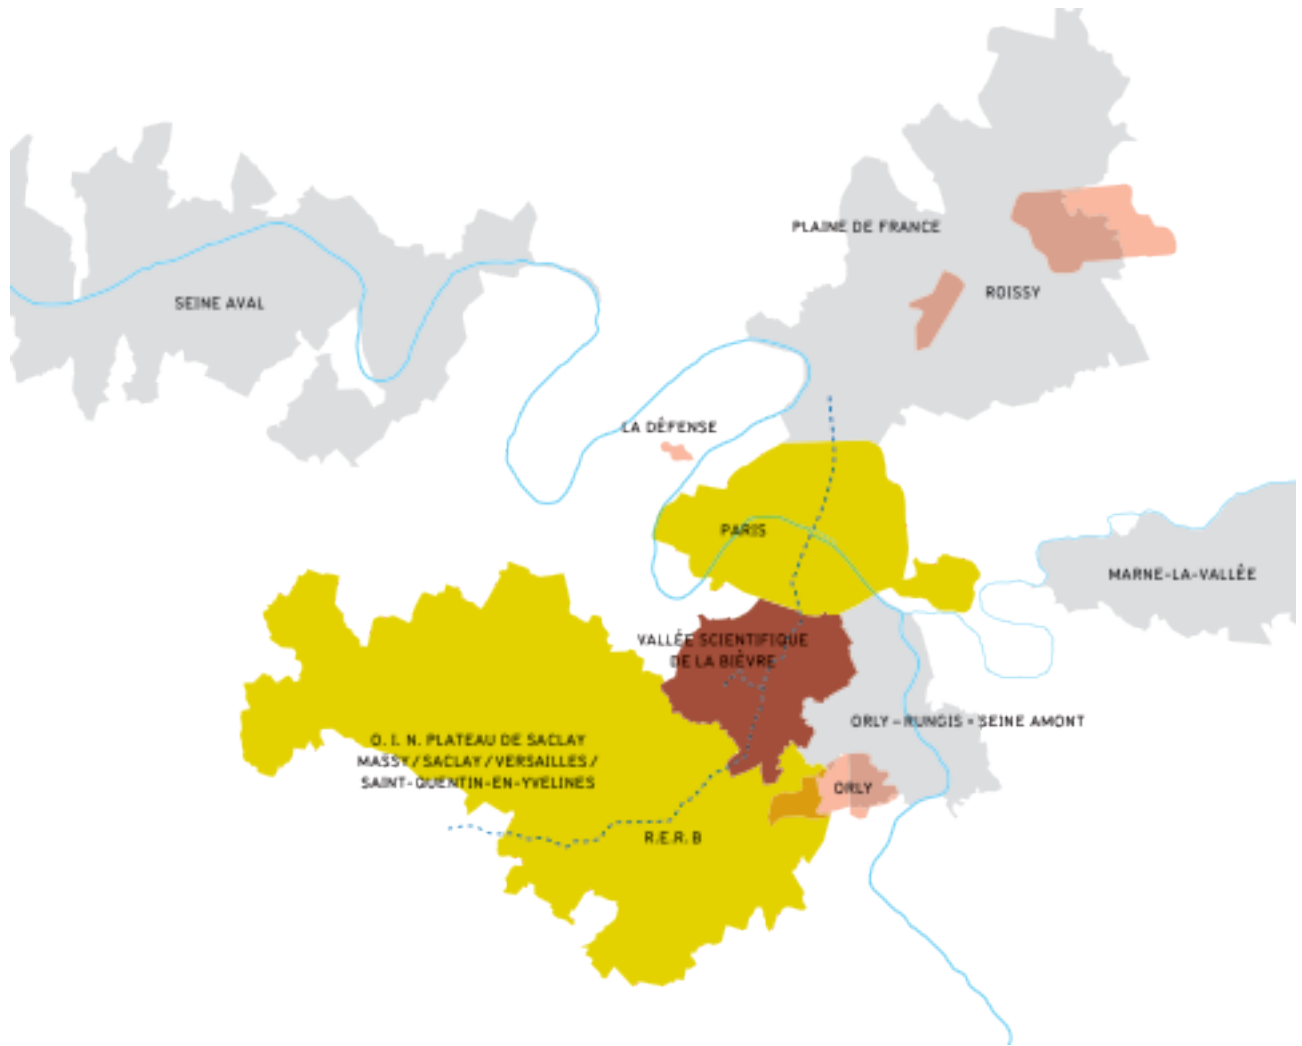 PLAINE DE FRANCE
ROISSY
SEINE AVAL
LA DÉFENSE
PARIS
MARNE-LA-VALLÉE
VALLÉE SCIENTIFIQUE
DE LA BIÈVRE
ORLY – RUNGIS • SEINE AMONT
O. I. N. PLATEAU DE SACLAY
MASSY / SACLAY / VERSAILLES /
SAINT-QUENTIN-EN-YVELINES
ORLY
R.E.R. B